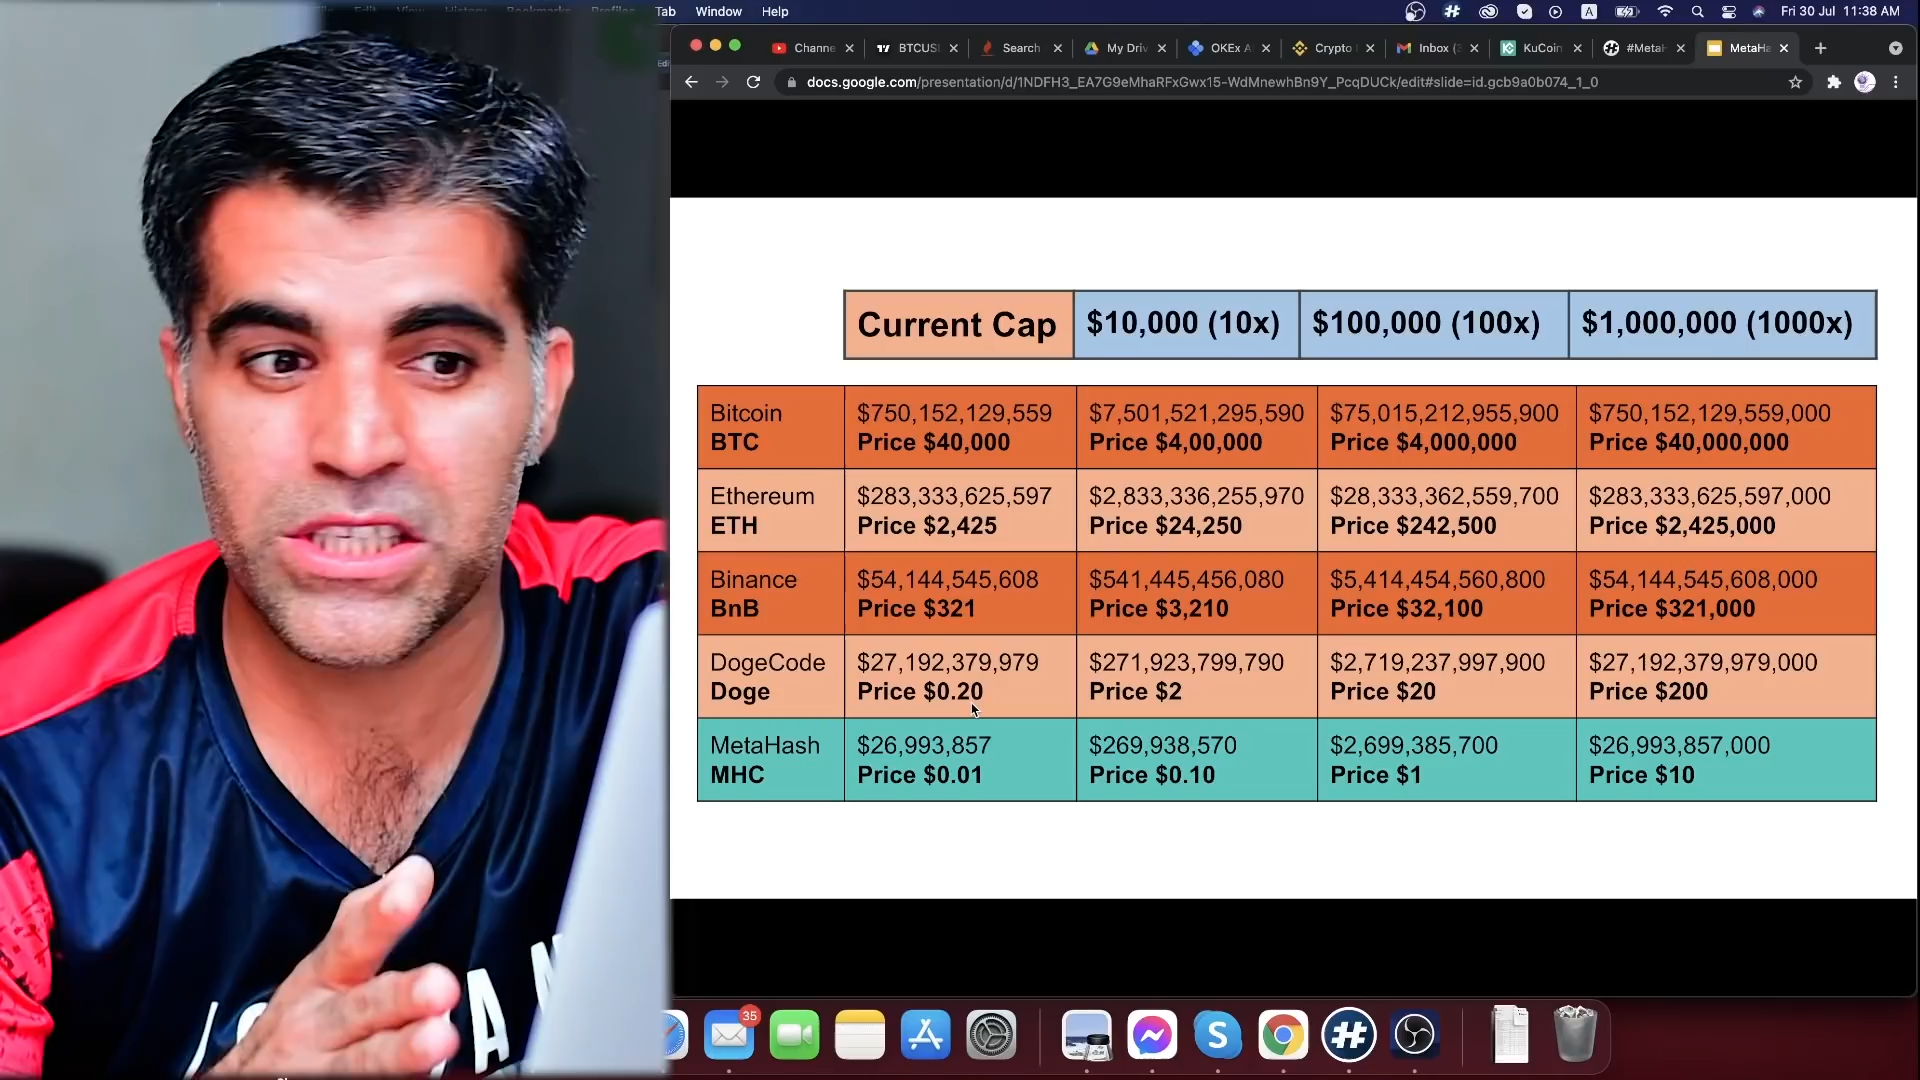 Tab Window Help
Fri 30 Jul 11:38 AM
Channe
BTCUS
Search
My Driv
OKEx A
Crypto
Inbox (3
KuCoin
#MetaH
MetaHa
docs.google.com/presentation/d/1NDFH3_EA7G9eMhaRFxGwx15-WdMnewhBn9Y_PcqDUCk/edit#slide=id.gcb9a0b074_1_0
Current Cap $10,000 (10x) $100,000 (100x) $1,000,000 (1000x)
Bitcoin $750,152,129,559 $7,501,521,295,590 $75,015,212,955,900 $750,152,129,559,000
BTC Price $40,000 Price $4,00,000 Price $4,000,000 Price $40,000,000
Ethereum $283,333,625,597 $2,833,336,255,970 $28,333,362,559,700 $283,333,625,597,000
ETH Price $2,425 Price $24,250 Price $242,500 Price $2,425,000
Binance $54,144,545,608 $541,445,456,080 $5,414,454,560,800 $54,144,545,608,000
BnB Price $321 Price $3,210 Price $32,100 Price $321,000
DogeCode $27,192,379,979 $271,923,799,790 $2,719,237,997,900 $27,192,379,979,000
Doge Price $0.20 Price $2 Price $20 Price $200
MetaHash $26,993,857 $269,938,570 $2,699,385,700 $26,993,857,000
MHC Price $0.01 Price $0.10 Price $1 Price $10
35